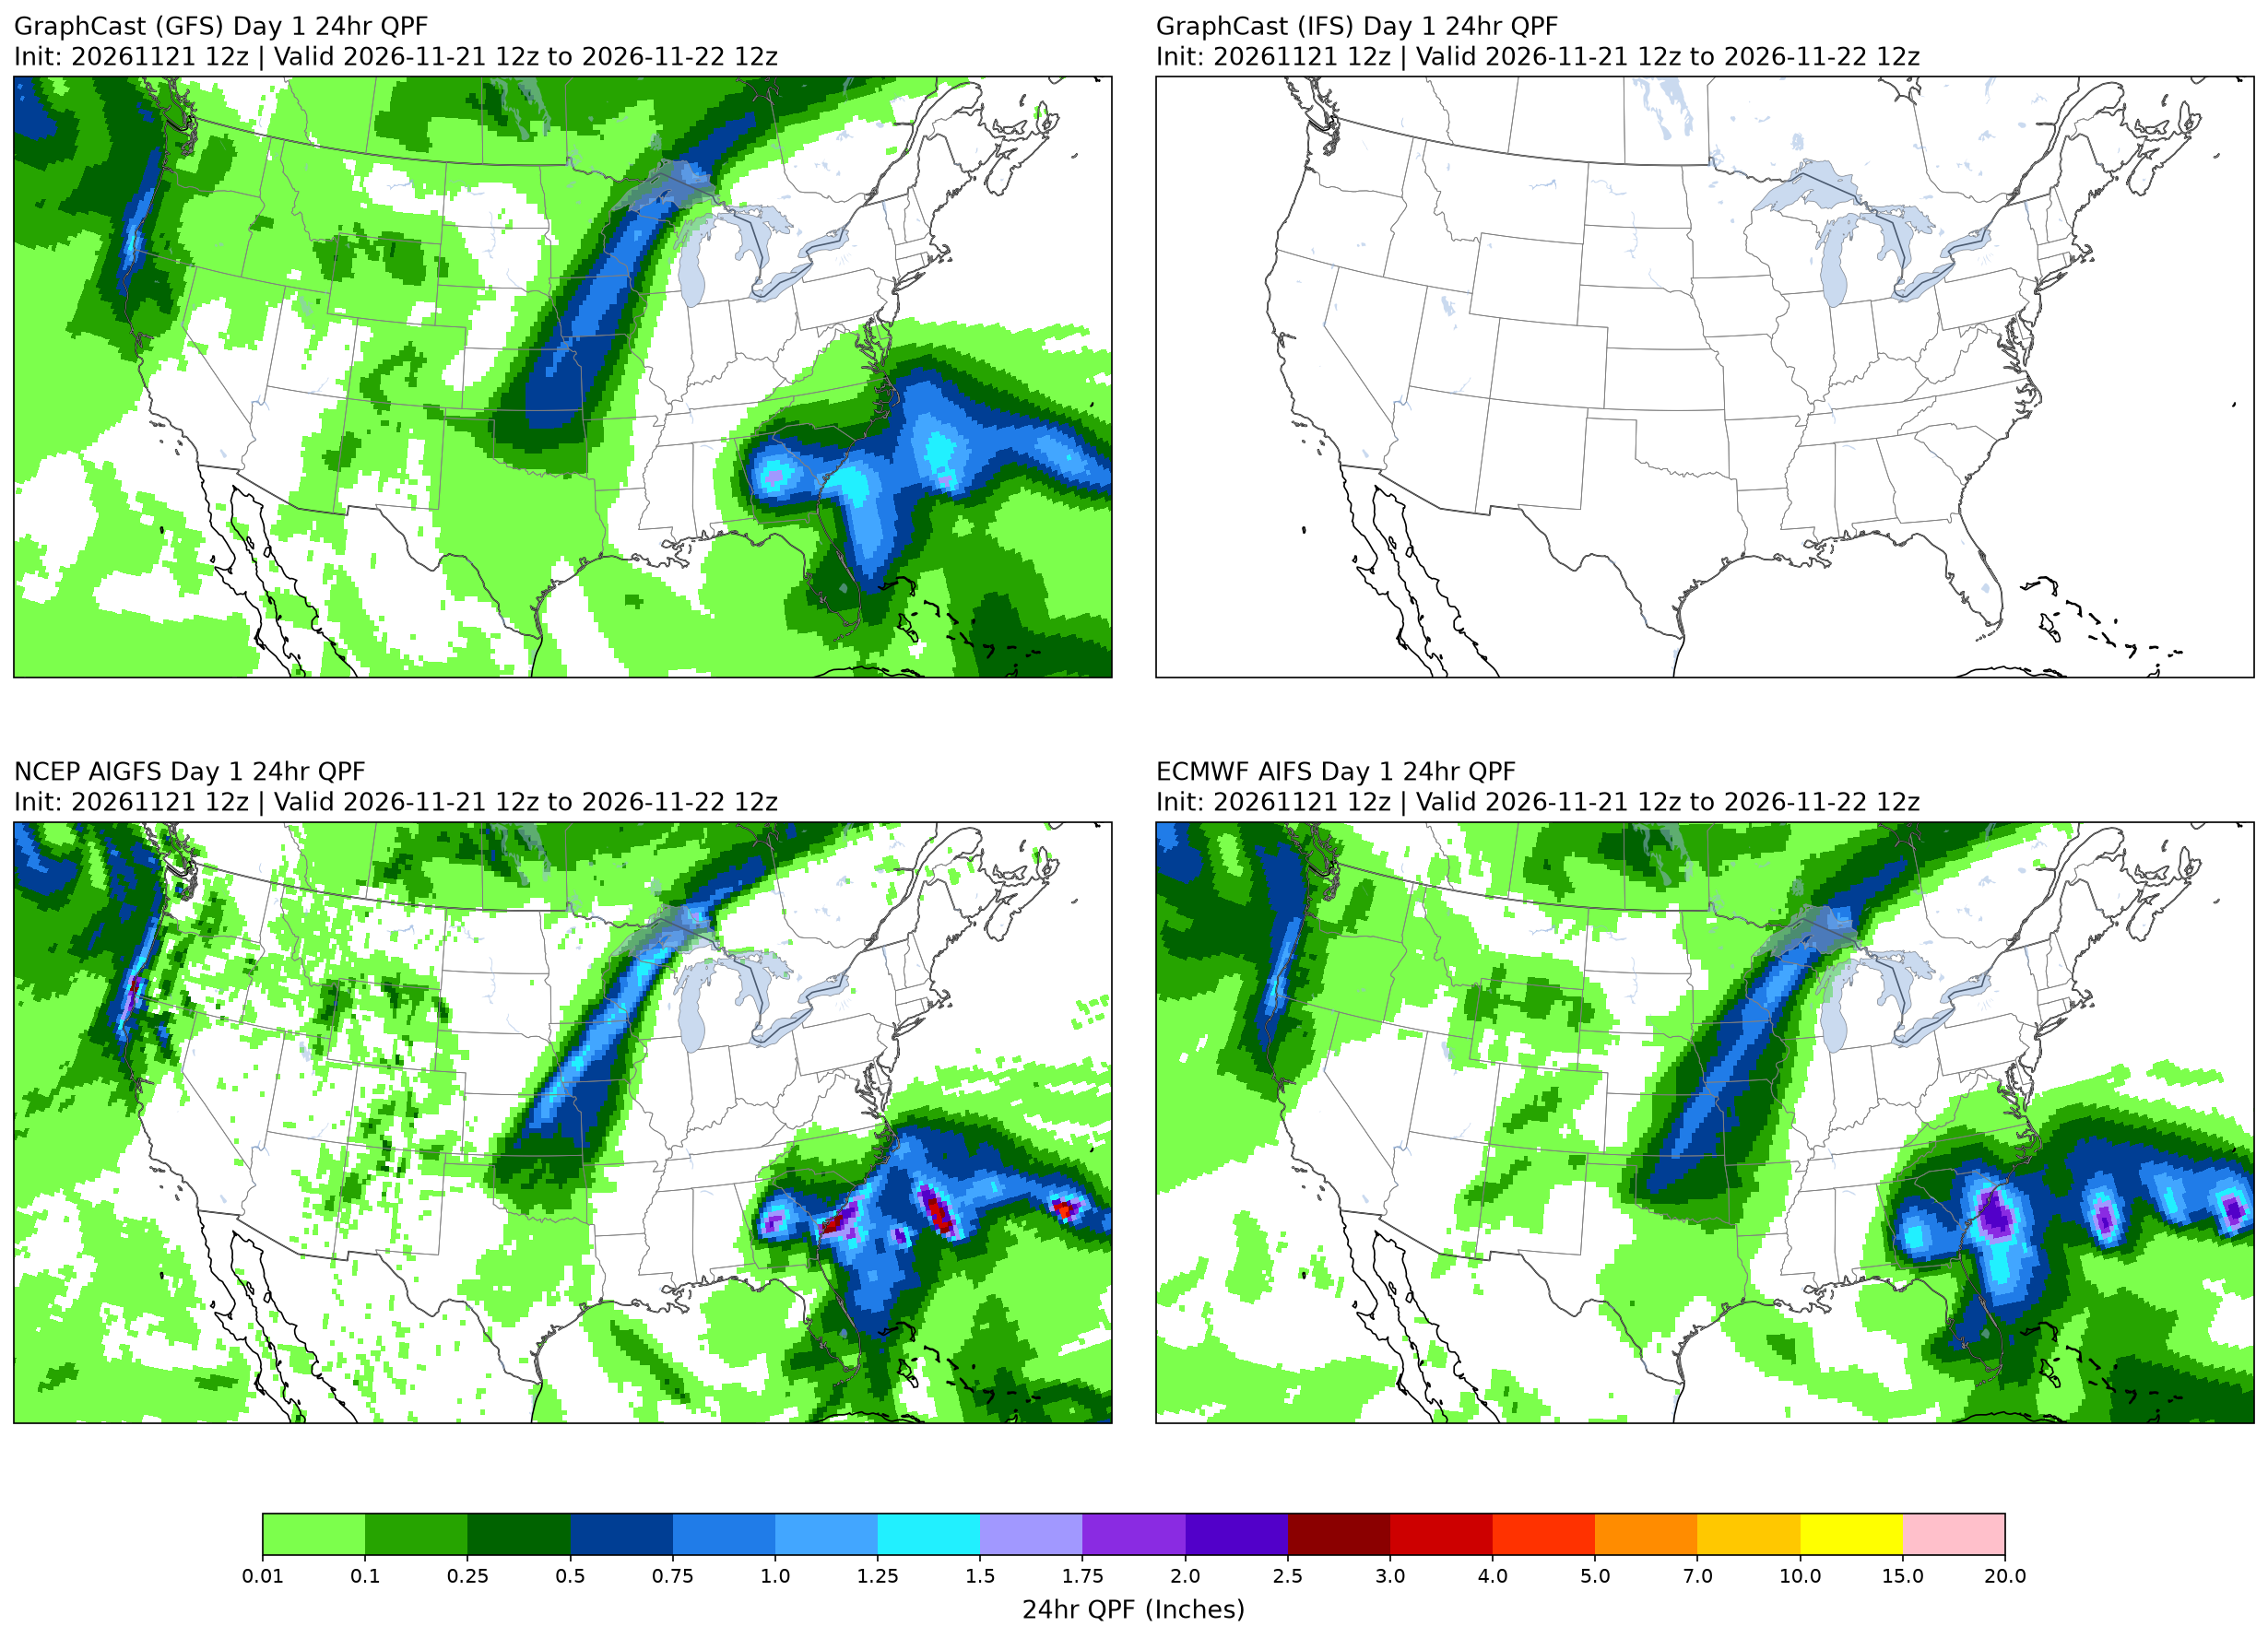 GraphCast (GFS) Day 1 24hr QPF
Init: 20261121 12z | Valid 2026-11-21 12z to 2026-11-22 12z
GraphCast (IFS) Day 1 24hr QPF
Init: 20261121 12z | Valid 2026-11-21 12z to 2026-11-22 12z
NCEP AIGFS Day 1 24hr QPF
Init: 20261121 12z | Valid 2026-11-21 12z to 2026-11-22 12z
ECMWF AIFS Day 1 24hr QPF
Init: 20261121 12z | Valid 2026-11-21 12z to 2026-11-22 12z
0.01 0.1 0.25 0.5 0.75 1.0 1.25 1.5 1.75 2.0 2.5 3.0 4.0 5.0 7.0 10.0 15.0 20.0
24hr QPF (Inches)